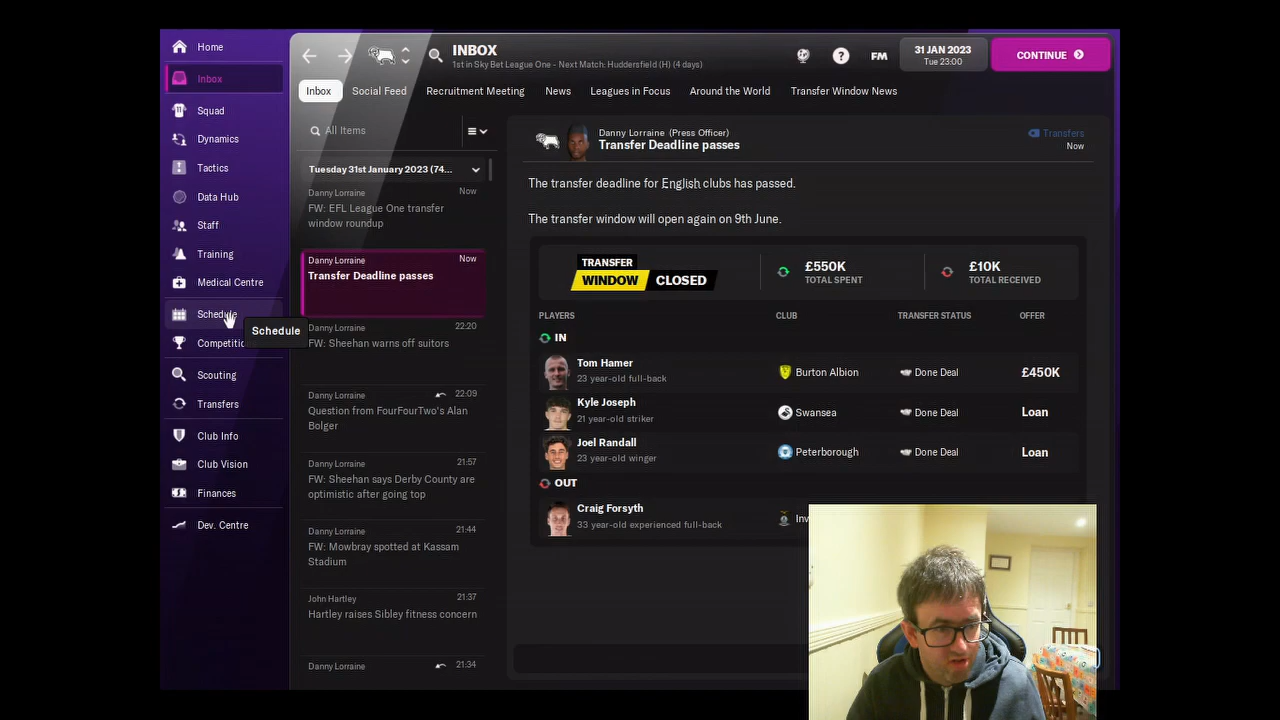 Home
Inbox
Squad
Dynamics
Tactics
Data Hub
Staff
Training
Medical Centre
Schedule
Schedule
Scouting
Transfers
Club Info
Club Vision
Finances
Dev. Centre
INBOX
1st in Sky Bet League One - Next Match: Huddersfield (H) (4 days)
?
FM
31 JAN 2023
Tue 23:00
CONTINUE
Inbox
Social Feed
Recruitment Meeting
News
Leagues in Focus
Around the World
Transfer Window News
All Items
Tuesday 31st January 2023 (74...
Danny Lorraine
Now
FW: EFL League One transfer
window roundup
Danny Lorraine
Now
Transfer Deadline passes
Danny Lorraine
22:20
FW: Sheehan warns off suitors
Danny Lorraine
22:09
Question from FourFourTwo's Alan
Bolger
Danny Lorraine
21:57
FW: Sheehan says Derby County are
optimistic after going top
Danny Lorraine
21:44
FW: Mowbray spotted at Kassam
Stadium
John Hartley
21:37
Hartley raises Sibley fitness concern
Danny Lorraine
21:34
Danny Lorraine (Press Officer)
Transfer Deadline passes
Transfers
Now
The transfer deadline for English clubs has passed.
The transfer window will open again on 9th June.
TRANSFER
WINDOW CLOSED
£550K
TOTAL SPENT
£10K
TOTAL RECEIVED
PLAYERS CLUB TRANSFER STATUS OFFER
IN
Tom Hamer
23 year-old full-back
Burton Albion
Done Deal
£450K
Kyle Joseph
21 year-old striker
Swansea
Done Deal
Loan
Joel Randall
23 year-old winger
Peterborough
Done Deal
Loan
OUT
Craig Forsyth
33 year-old experienced full-back